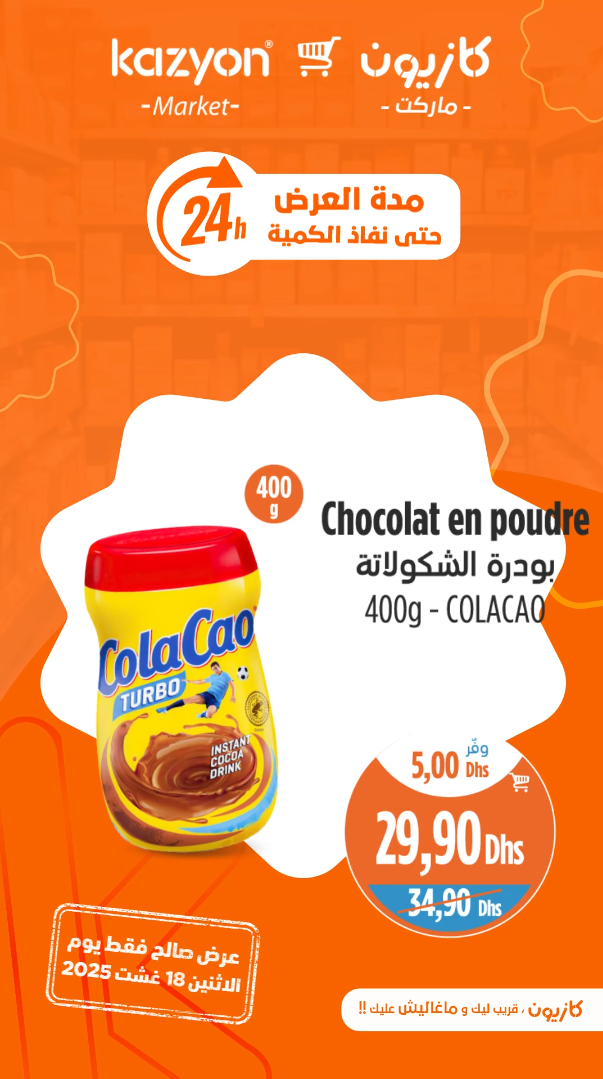 kazyon®
كازيون
-Market-
- ماركت -
24h
مدة العرض
حتى نفاذ الكمية
400
g
Chocolat en poudre
بودرة الشكولاتة
400g - COLACAO
ColaCao
TURBO
INSTANT
COCOA
DRINK
وفّر
5,00 Dhs
29,90 Dhs
34,90 Dhs
عرض صالح فقط يوم
الاثنين 18 غشت 2025
كازيون ، قريب ليك و ماغاليش عليك !!